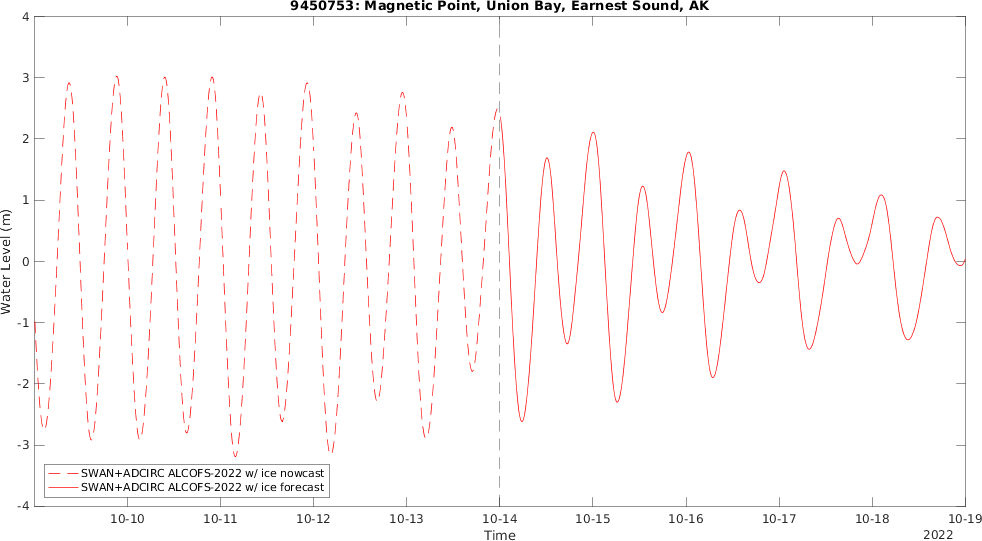 9450753: Magnetic Point, Union Bay, Earnest Sound, AK
4
3
2
1
0
-1
-2
-3
-4
Water Level (m)
SWAN+ADCIRC ALCOFS-2022 w/ ice nowcast
SWAN+ADCIRC ALCOFS-2022 w/ ice forecast
10-10 10-11 10-12 10-13 10-14 10-15 10-16 10-17 10-18 10-19
Time
2022